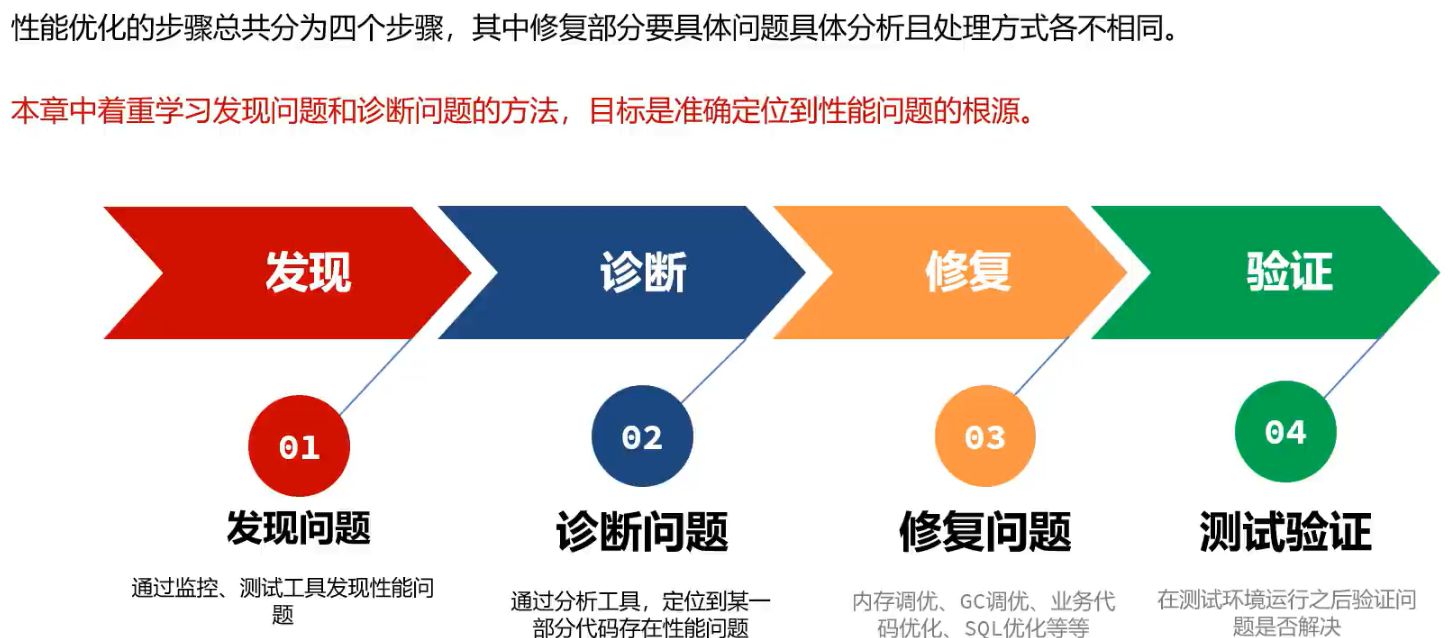 性能优化的步骤总共分为四个步骤，其中修复部分要具体问题具体分析且处理方式各不相同。
本章中着重学习发现问题和诊断问题的方法，目标是准确定位到性能问题的根源。
发现
诊断
修复
验证
01
02
03
04
发现问题
诊断问题
修复问题
测试验证
通过监控、测试工具发现性能问
题
通过分析工具，定位到某一
部分代码存在性能问题
内存调优、GC调优、业务代
码优化、SQL优化等等
在测试环境运行之后验证问
题是否解决